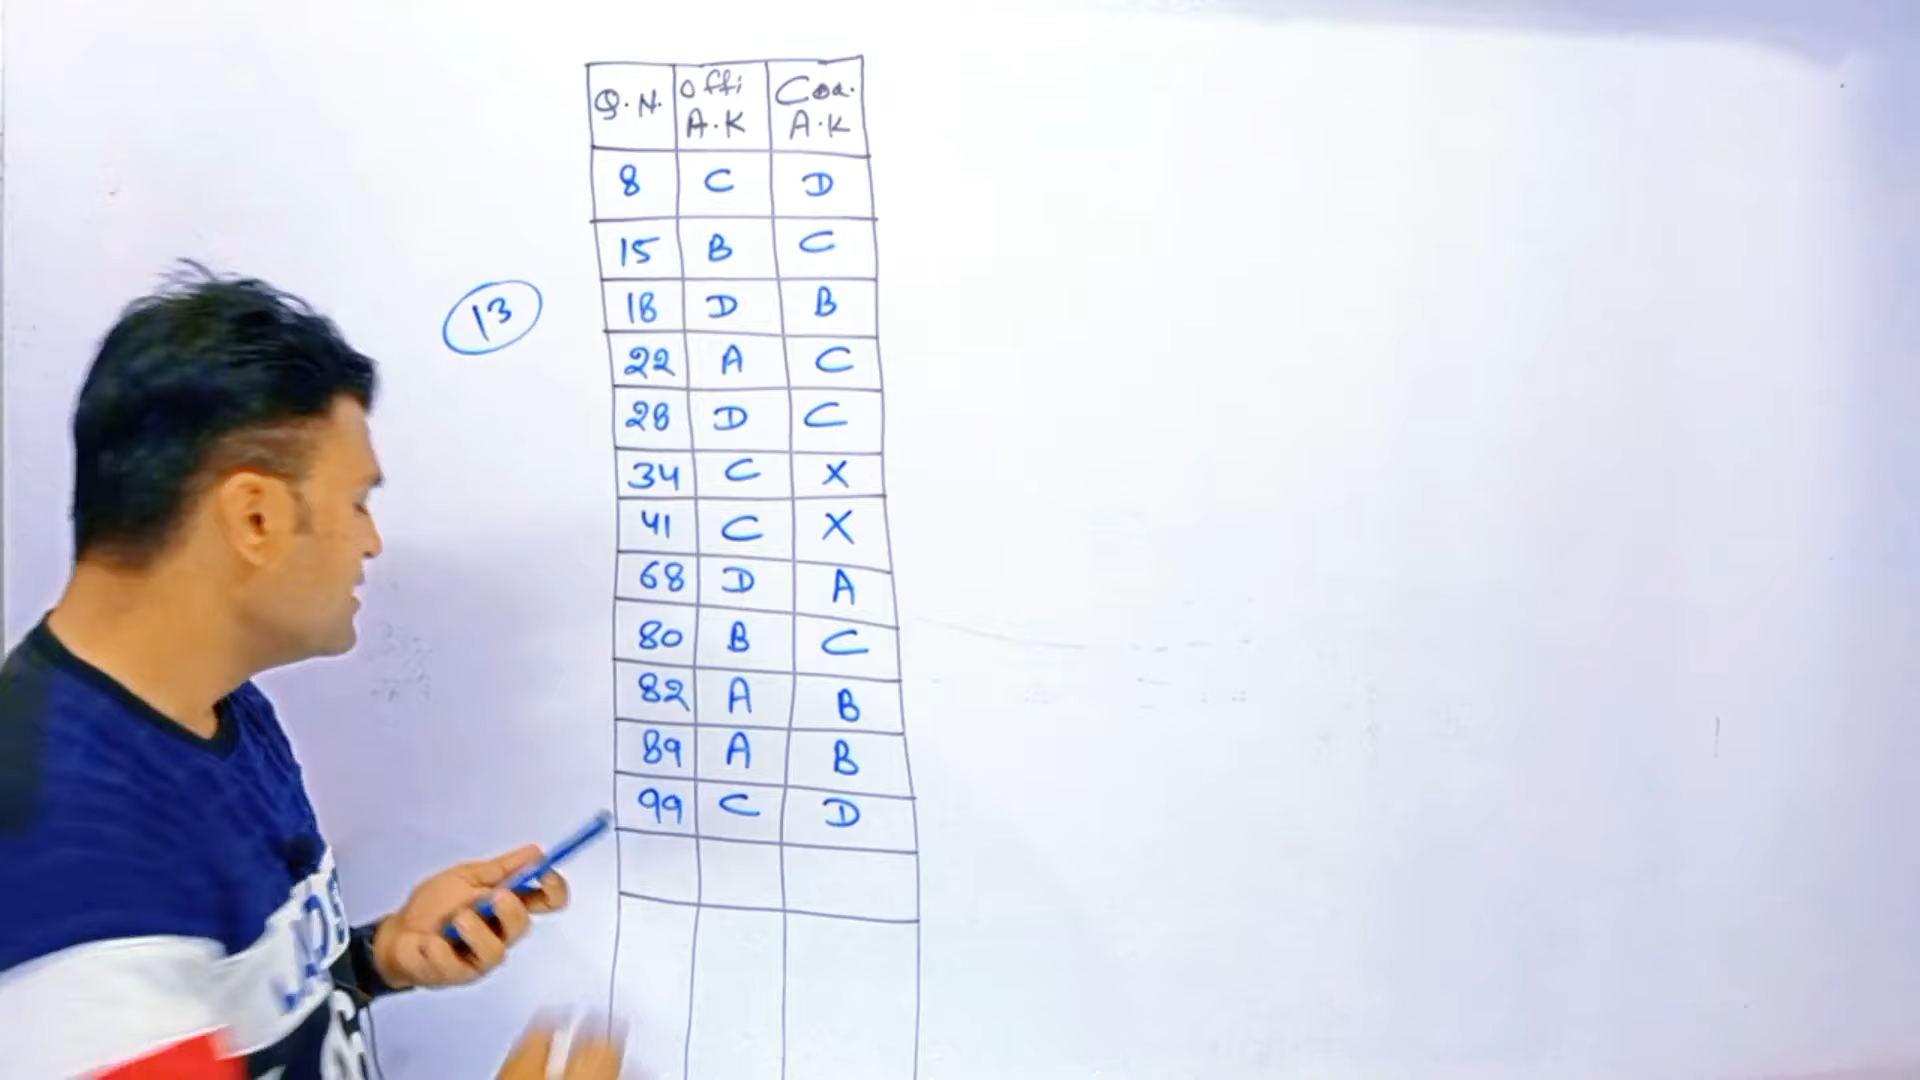 Q.N. Offi A.K Coa. A.K
8 C D
15 B C
18 D B
13
22 A C
28 D C
34 C X
41 C X
68 D A
80 B C
82 A B
89 A B
99 C D